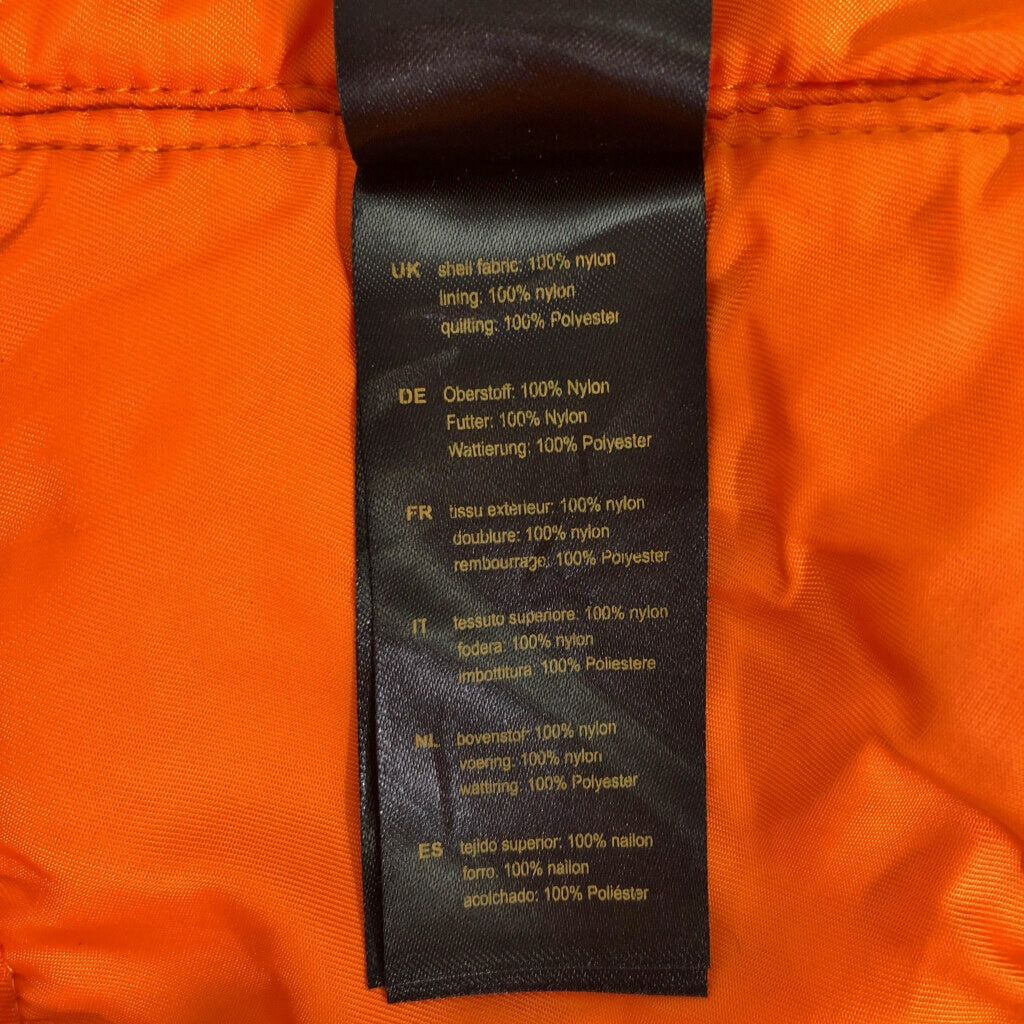 UK shell fabric: 100% nylon
lining: 100% nylon
quilting: 100% Polyester
DE Oberstoff: 100% Nylon
Futter: 100% Nylon
Wattierung: 100% Polyester
FR tissu exterieur: 100% nylon
doublure: 100% nylon
rembourrage: 100% Polyester
IT tessuto superiore: 100% nylon
fodera: 100% nylon
imbottitura: 100% Poliestere
NL bovenstof: 100% nylon
voering: 100% nylon
wattiring: 100% Polyester
ES tejido superior: 100% nailon
forro: 100% nailon
acolchado: 100% Poliéster